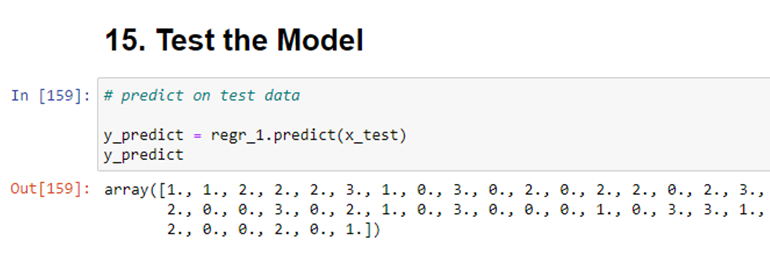 15. Test the Model
In [159]: # predict on test data
y_predict = regr_1.predict(x_test)
y_predict
Out[159]: array([1., 1., 2., 2., 2., 3., 1., 0., 3., 0., 2., 0., 2., 2., 0., 2., 3.,
2., 0., 0., 3., 0., 2., 1., 0., 3., 0., 0., 0., 1., 0., 3., 3., 1.,
2., 0., 0., 2., 0., 1.])